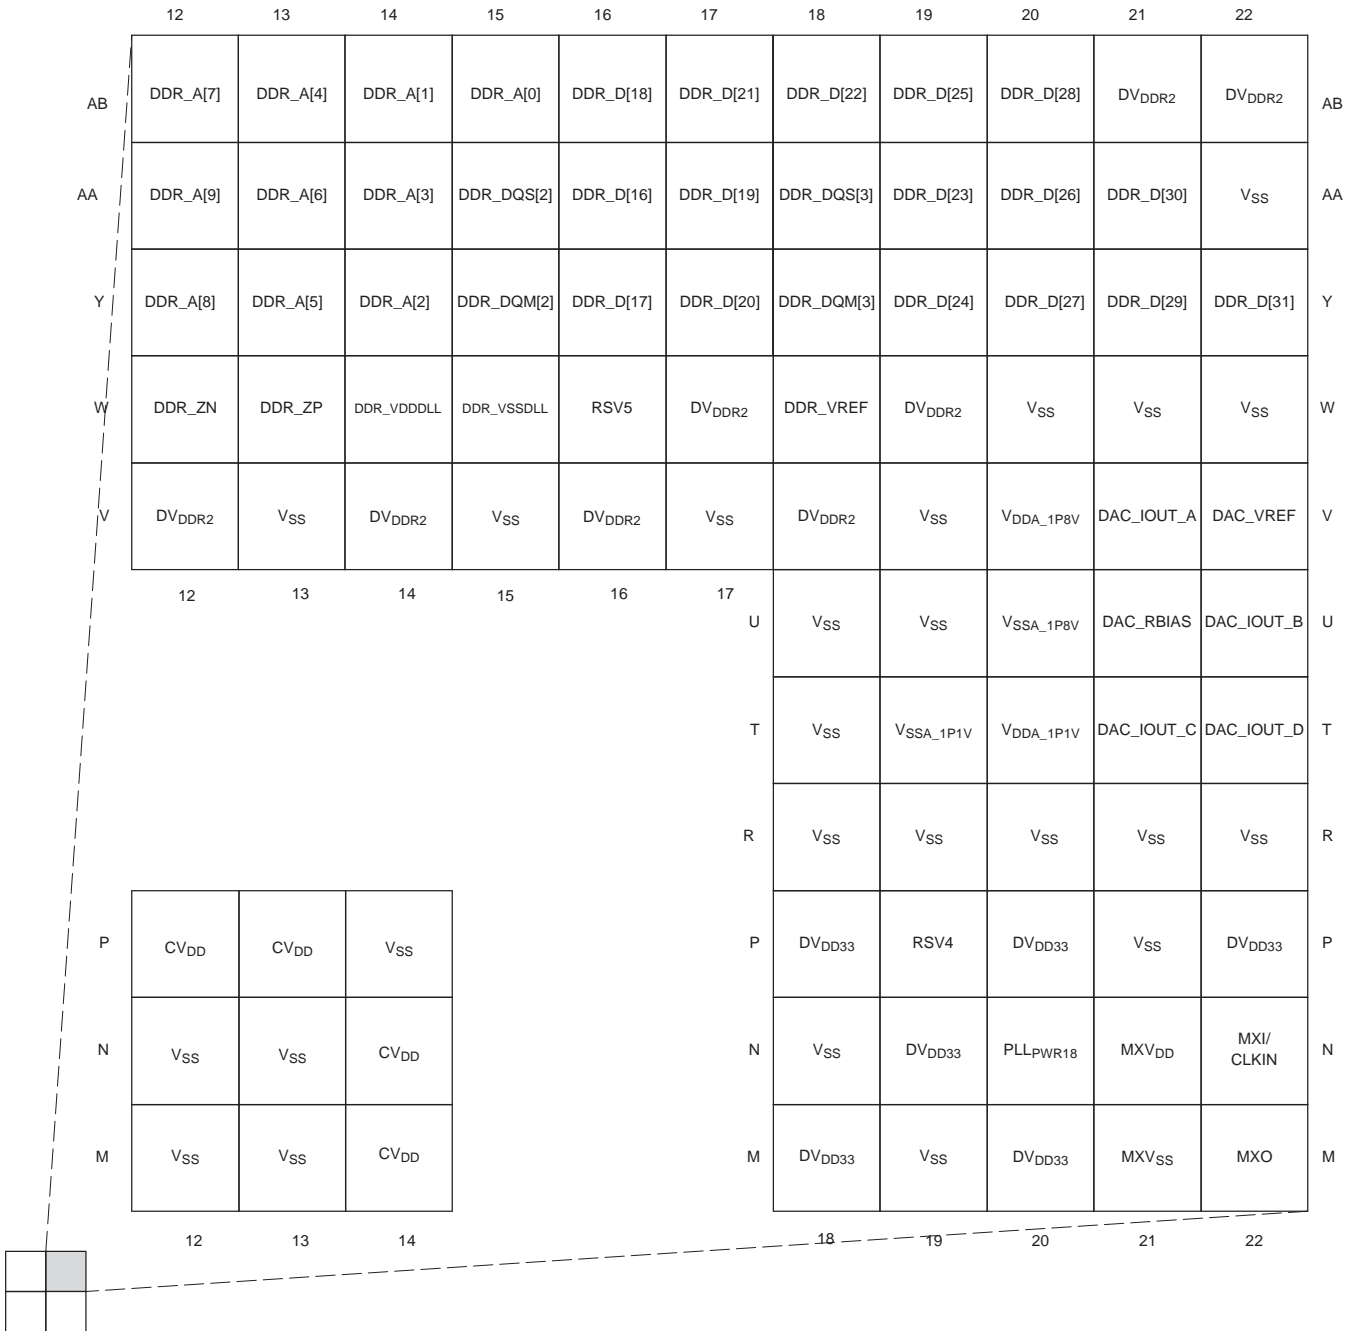 12 13 14 15 16 17 18 19 20 21 22
AB DDR_A[7] DDR_A[4] DDR_A[1] DDR_A[0] DDR_D[18] DDR_D[21] DDR_D[22] DDR_D[25] DDR_D[28] DVDDR2 DVDDR2 AB
AA DDR_A[9] DDR_A[6] DDR_A[3] DDR_DQS[2] DDR_D[16] DDR_D[19] DDR_DQS[3] DDR_D[23] DDR_D[26] DDR_D[30] VSS AA
Y DDR_A[8] DDR_A[5] DDR_A[2] DDR_DQM[2] DDR_D[17] DDR_D[20] DDR_DQM[3] DDR_D[24] DDR_D[27] DDR_D[29] DDR_D[31] Y
W DDR_ZN DDR_ZP DDR_VDDDLL DDR_VSSDLL RSV5 DVDDR2 DDR_VREF DVDDR2 VSS VSS VSS W
V DVDDR2 VSS DVDDR2 VSS DVDDR2 VSS DVDDR2 VSS VDDA_1P8V DAC_IOUT_A DAC_VREF V
12 13 14 15 16 17
U VSS VSS VSSA_1P8V DAC_RBIAS DAC_IOUT_B U
T VSS VSSA_1P1V VDDA_1P1V DAC_IOUT_C DAC_IOUT_D T
R VSS VSS VSS VSS VSS R
P CVDD CVDD VSS P DVDD33 RSV4 DVDD33 VSS DVDD33 P
N VSS VSS CVDD N VSS DVDD33 PLLPWR18 MXVDD MXI/
CLKIN N
M VSS VSS CVDD M DVDD33 VSS DVDD33 MXVSS MXO M
12 13 14 18 19 20 21 22